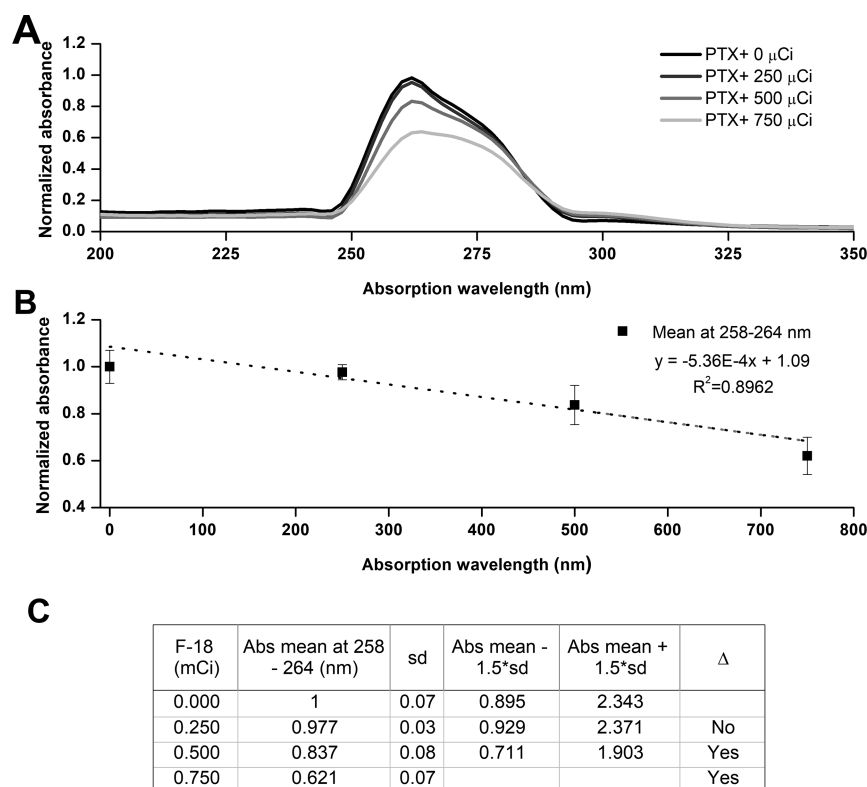 A
Normalized absorbance
1.2
1.0
0.8
0.6
0.4
0.2
0.0
PTX+ 0 μCi
PTX+ 250 μCi
PTX+ 500 μCi
PTX+ 750 μCi
200 225 250 275 300 325 350
Absorption wavelength (nm)
B
Normalized absorbance
1.2
1.0
0.8
0.6
0.4
Mean at 258-264 nm
y = -5.36E-4x + 1.09
R²=0.8962
0 100 200 300 400 500 600 700 800
Absorption wavelength (nm)
C
F-18 (mCi) Abs mean at 258 - 264 (nm) sd Abs mean - 1.5*sd Abs mean + 1.5*sd Δ
0.000 1 0.07 0.895 2.343
0.250 0.977 0.03 0.929 2.371 No
0.500 0.837 0.08 0.711 1.903 Yes
0.750 0.621 0.07 Yes